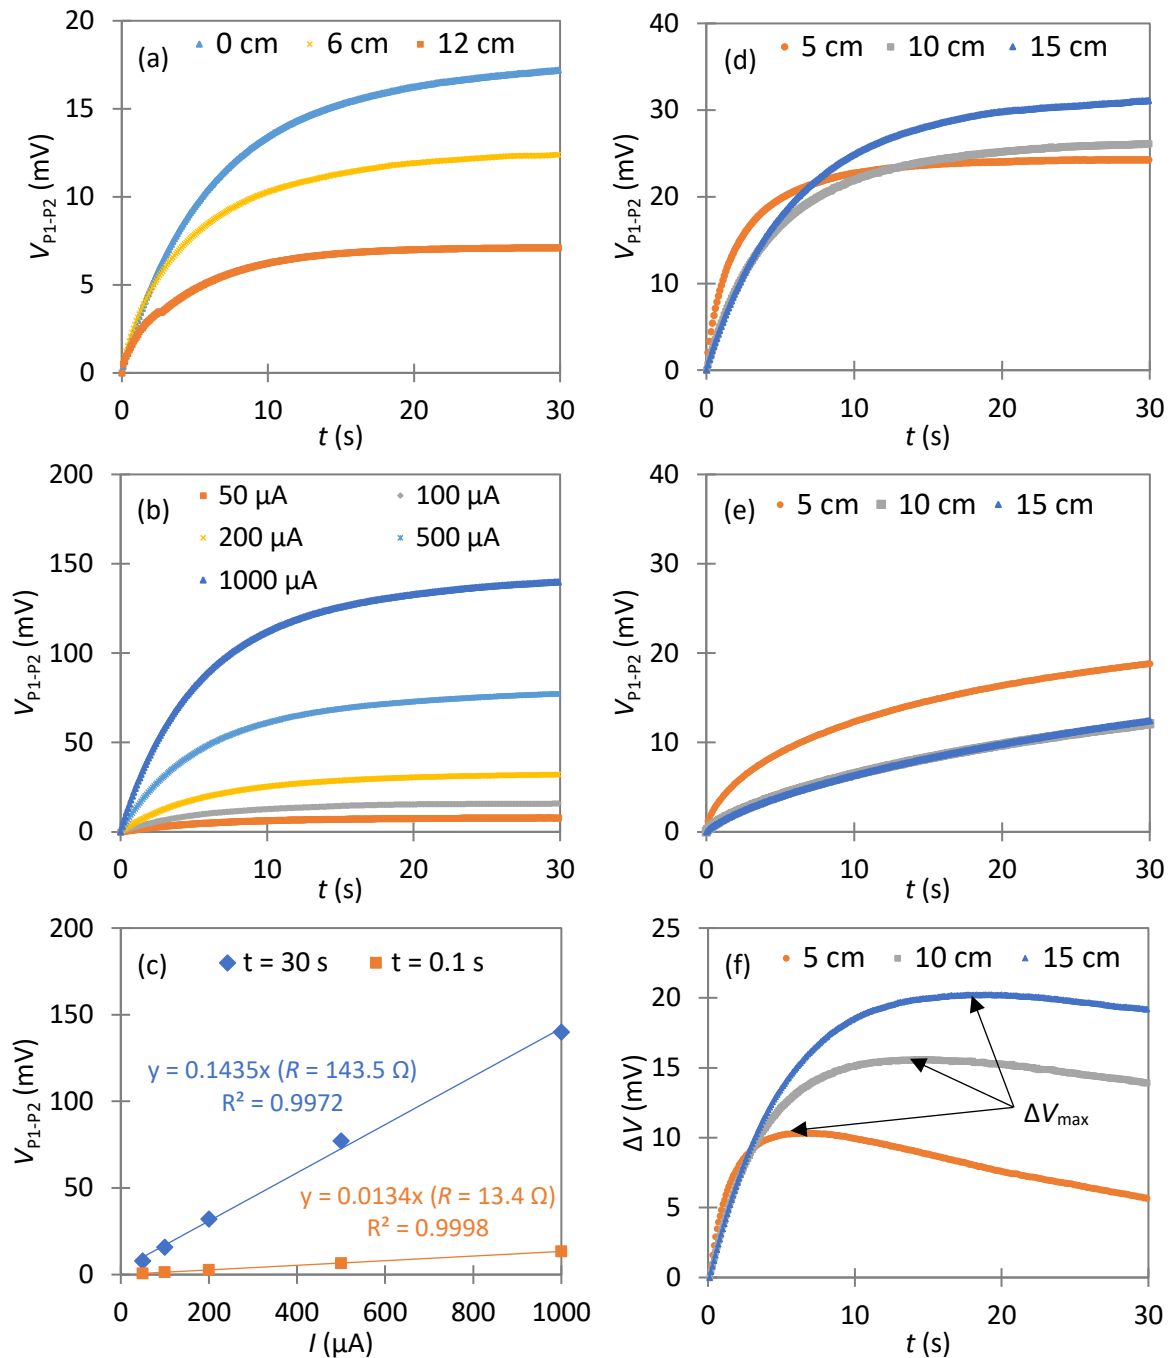 (a) 0 cm 6 cm 12 cm
20
15
10
5
0
V_P1-P2 (mV)
0 10 20 30
t (s)
(d) 5 cm 10 cm 15 cm
40
30
20
10
0
V_P1-P2 (mV)
0 10 20 30
t (s)
(b) 50 µA 100 µA
200 µA 500 µA
1000 µA
200
150
100
50
0
V_P1-P2 (mV)
0 10 20 30
t (s)
(e) 5 cm 10 cm 15 cm
40
30
20
10
0
V_P1-P2 (mV)
0 10 20 30
t (s)
(c) t = 30 s t = 0.1 s
200
150
100
50
0
V_P1-P2 (mV)
y = 0.1435x (R = 143.5 Ω)
R² = 0.9972
y = 0.0134x (R = 13.4 Ω)
R² = 0.9998
0 200 400 600 800 1000
I (µA)
(f) 5 cm 10 cm 15 cm
25
20
15
10
5
0
ΔV (mV)
ΔV_max
0 10 20 30
t (s)